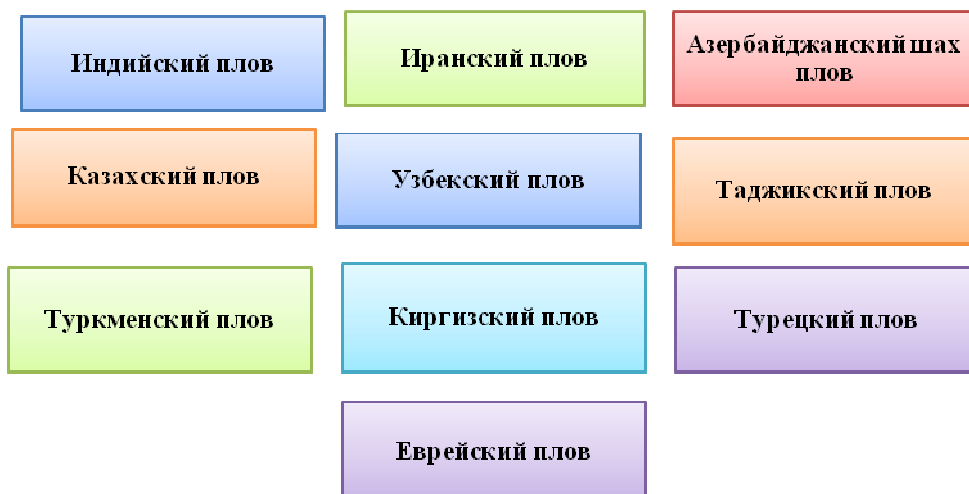 Индийский плов
Иранский плов
Азербайджанский шах
плов
Казахский плов
Узбекский плов
Таджикский плов
Туркменский плов
Киргизский плов
Турецкий плов
Еврейский плов